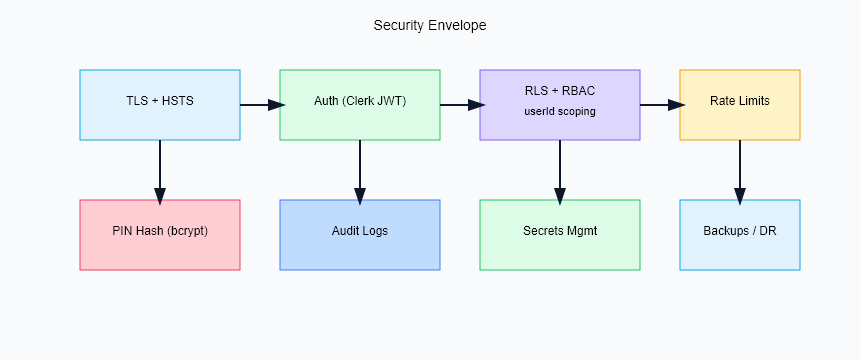 Security Envelope
TLS + HSTS
Auth (Clerk JWT)
RLS + RBAC
userId scoping
Rate Limits
PIN Hash (bcrypt)
Audit Logs
Secrets Mgmt
Backups / DR